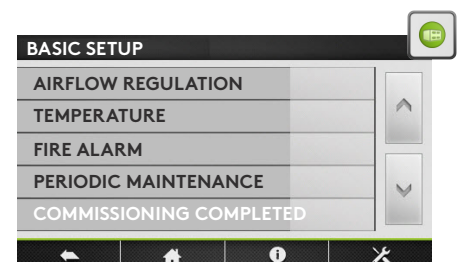 BASIC SETUP
AIRFLOW REGULATION
TEMPERATURE
FIRE ALARM
PERIODIC MAINTENANCE
COMMISSIONING COMPLETED